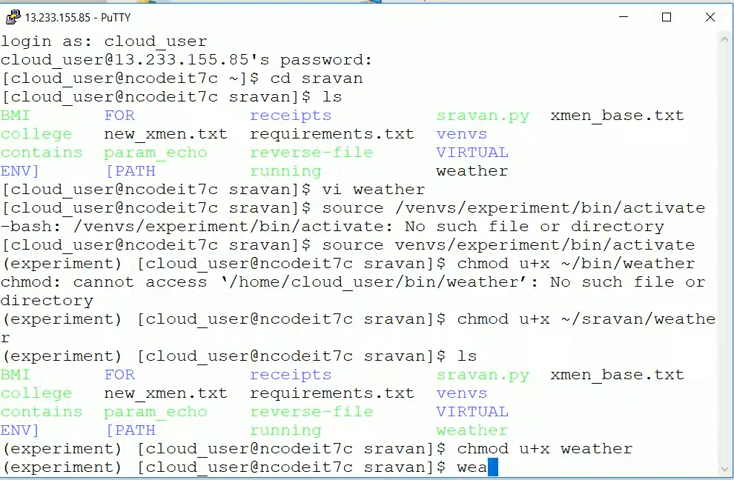 13.233.155.85 - PuTTY
login as: cloud_user
cloud_user@13.233.155.85's password:
[cloud_user@ncodeit7c ~]$ cd sravan
[cloud_user@ncodeit7c sravan]$ ls
BMI FOR receipts sravan.py xmen_base.txt
college new_xmen.txt requirements.txt venvs
contains param_echo reverse-file VIRTUAL
ENV] [PATH running weather
[cloud_user@ncodeit7c sravan]$ vi weather
[cloud_user@ncodeit7c sravan]$ source /venvs/experiment/bin/activate
-bash: /venvs/experiment/bin/activate: No such file or directory
[cloud_user@ncodeit7c sravan]$ source venvs/experiment/bin/activate
(experiment) [cloud_user@ncodeit7c sravan]$ chmod u+x ~/bin/weather
chmod: cannot access ‘/home/cloud_user/bin/weather’: No such file or
directory
(experiment) [cloud_user@ncodeit7c sravan]$ chmod u+x ~/sravan/weathe
r
(experiment) [cloud_user@ncodeit7c sravan]$ ls
BMI FOR receipts sravan.py xmen_base.txt
college new_xmen.txt requirements.txt venvs
contains param_echo reverse-file VIRTUAL
ENV] [PATH running weather
(experiment) [cloud_user@ncodeit7c sravan]$ chmod u+x weather
(experiment) [cloud_user@ncodeit7c sravan]$ wea